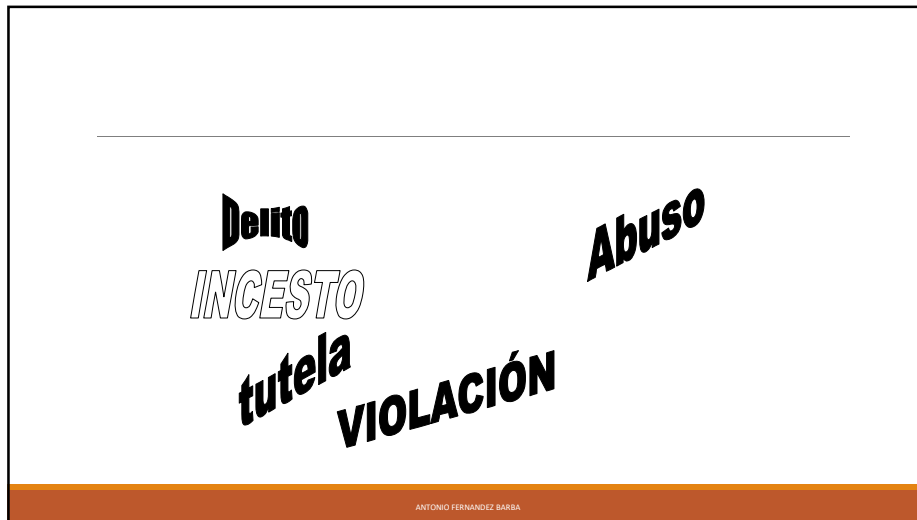 Delito
Abuso
INCESTO
tutela
VIOLACIÓN
ANTONIO FERNANDEZ BARBA